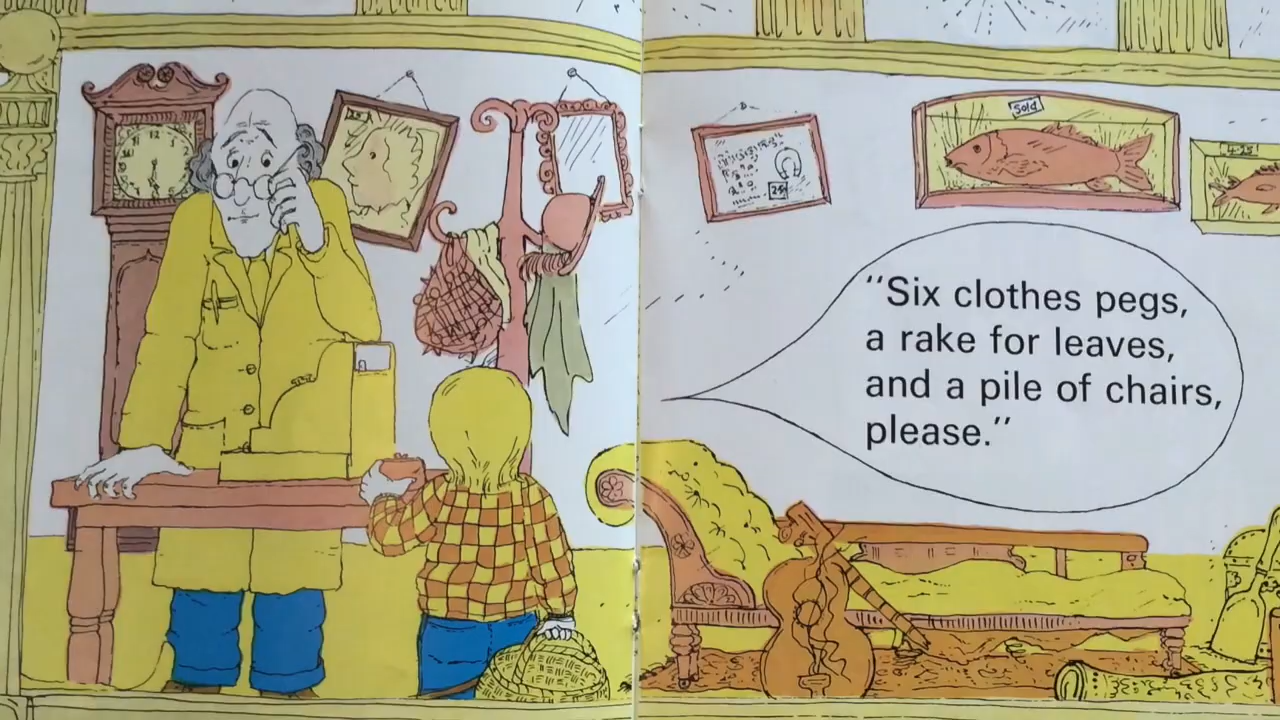 Sold
"Six clothes pegs,
a rake for leaves,
and a pile of chairs,
please."